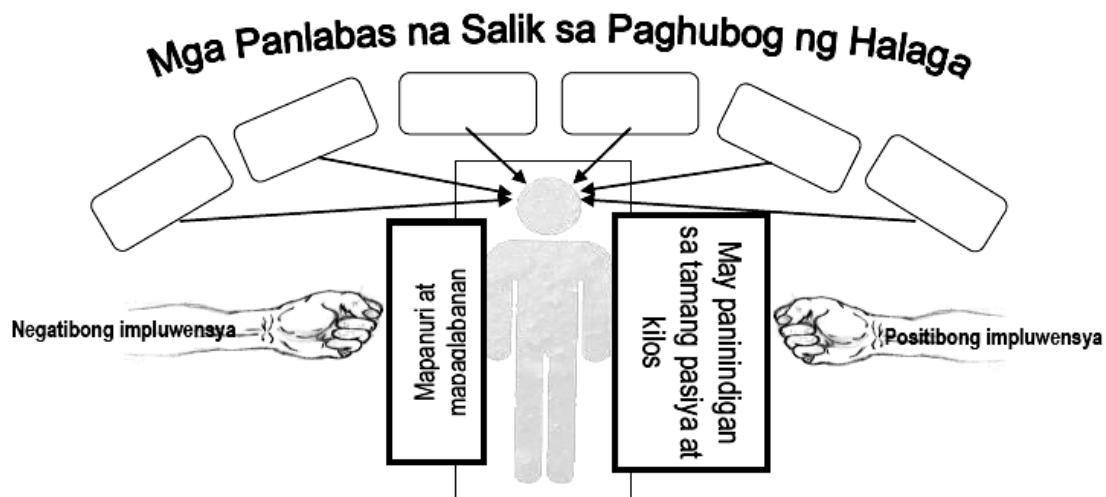 Mga Panlabas na Salik sa Paghubog ng Halaga
Negatibong impluwensya
Mapanuri at
mapaglabanan
May paninindigan
sa tamang pasiya at
kilos
Positibong impluwensya